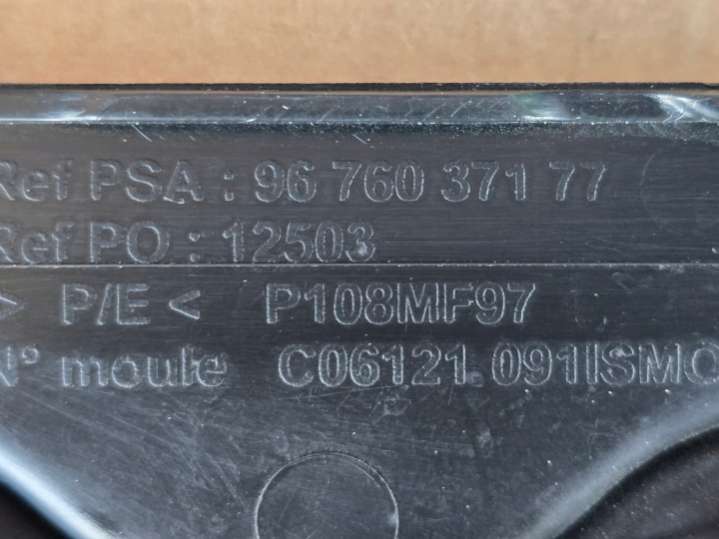 Ref PSA : 96 760 371 77
Ref PO : 12503
> P/E < P108MF97
N° moule C06121 091ISMO